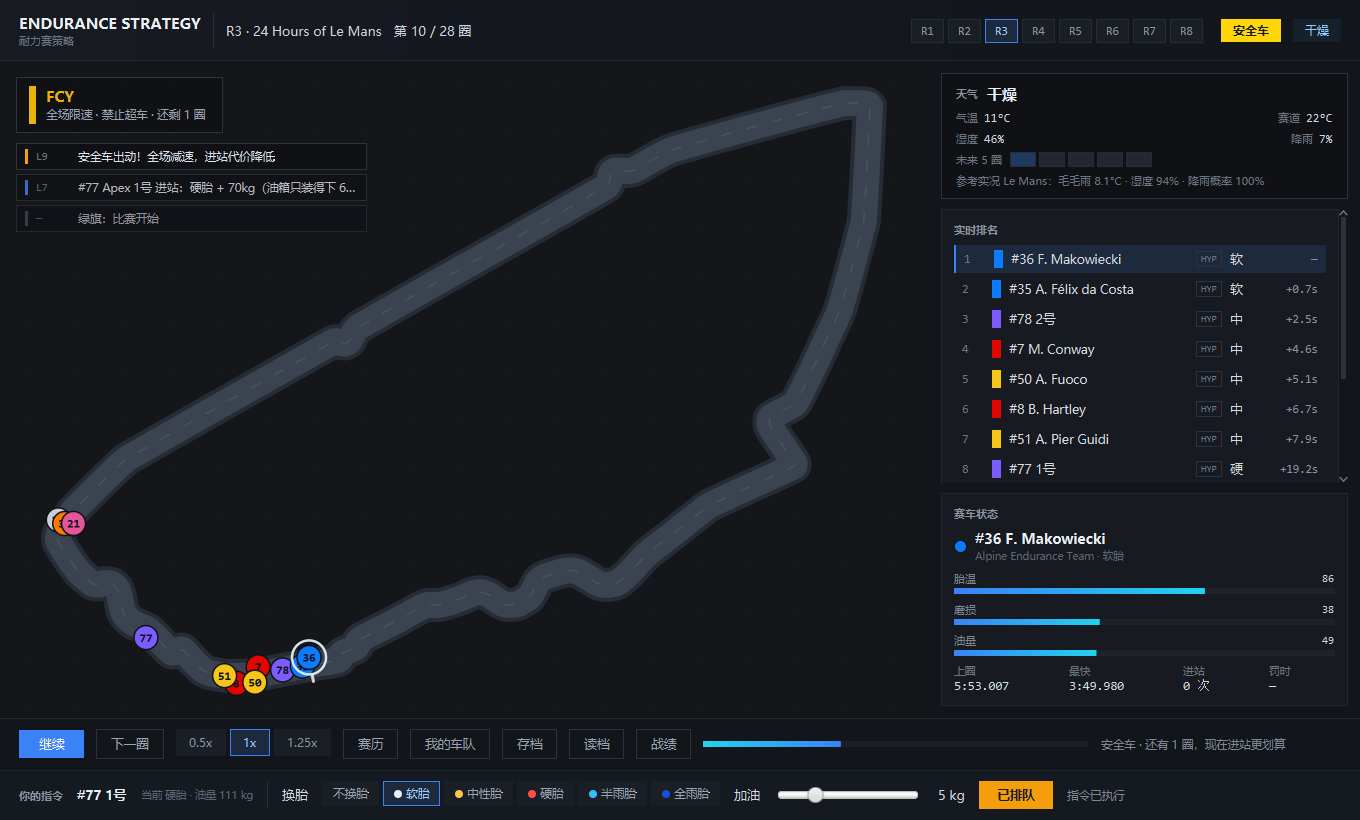 ENDURANCE STRATEGY
耐力赛策略
R3 · 24 Hours of Le Mans 第 10 / 28 圈
R1 R2 R3 R4 R5 R6 R7 R8 安全车 干燥
FCY
全场限速 · 禁止超车 · 还剩 1 圈
L9 安全车出动！全场减速，进站代价降低
L7 #77 Apex 1号 进站：硬胎 + 70kg（油箱只装得下 6...
— 绿旗：比赛开始
21
77
51
7
50
78
36
天气 干燥
气温 11°C 赛道 22°C
湿度 46% 降雨 7%
未来 5 圈
参考实况 Le Mans：毛毛雨 8.1°C · 湿度 94% · 降雨概率 100%
实时排名
1 #36 F. Makowiecki HYP 软 —
2 #35 A. Félix da Costa HYP 软 +0.7s
3 #78 2号 HYP 中 +2.5s
4 #7 M. Conway HYP 中 +4.6s
5 #50 A. Fuoco HYP 中 +5.1s
6 #8 B. Hartley HYP 中 +6.7s
7 #51 A. Pier Guidi HYP 中 +7.9s
8 #77 1号 HYP 硬 +19.2s
赛车状态
#36 F. Makowiecki
Alpine Endurance Team · 软胎
胎温 86
磨损 38
油量 49
上圈 最快 进站 罚时
5:53.007 3:49.980 0 次 —
继续 下一圈 0.5x 1x 1.25x 赛历 我的车队 存档 读档 战绩 安全车 · 还有 1 圈，现在进站更划算
你的指令 #77 1号 当前 硬胎 · 油量 111 kg 换胎 不换胎 软胎 中性胎 硬胎 半雨胎 全雨胎 加油 5 kg 已排队 指令已执行